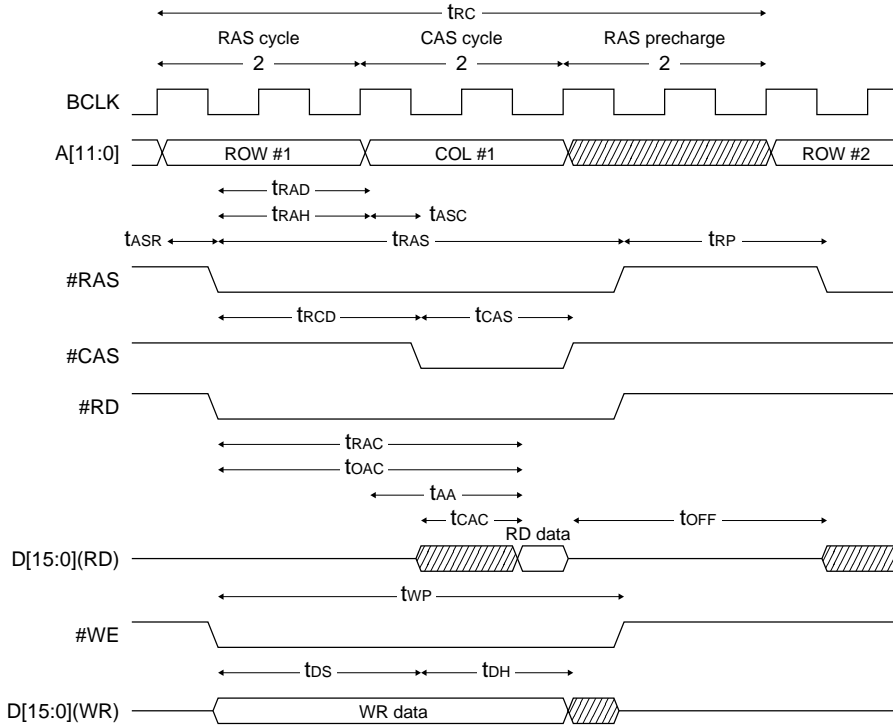 tRC
RAS cycle CAS cycle RAS precharge
2 2 2
BCLK
A[11:0] ROW #1 COL #1 ROW #2
tRAD
tRAH tASC
tASR tRAS tRP
#RAS
tRCD tCAS
#CAS
#RD
tRAC
tOAC
tAA
tCAC tOFF
RD data
D[15:0](RD)
tWP
#WE
tDS tDH
D[15:0](WR) WR data